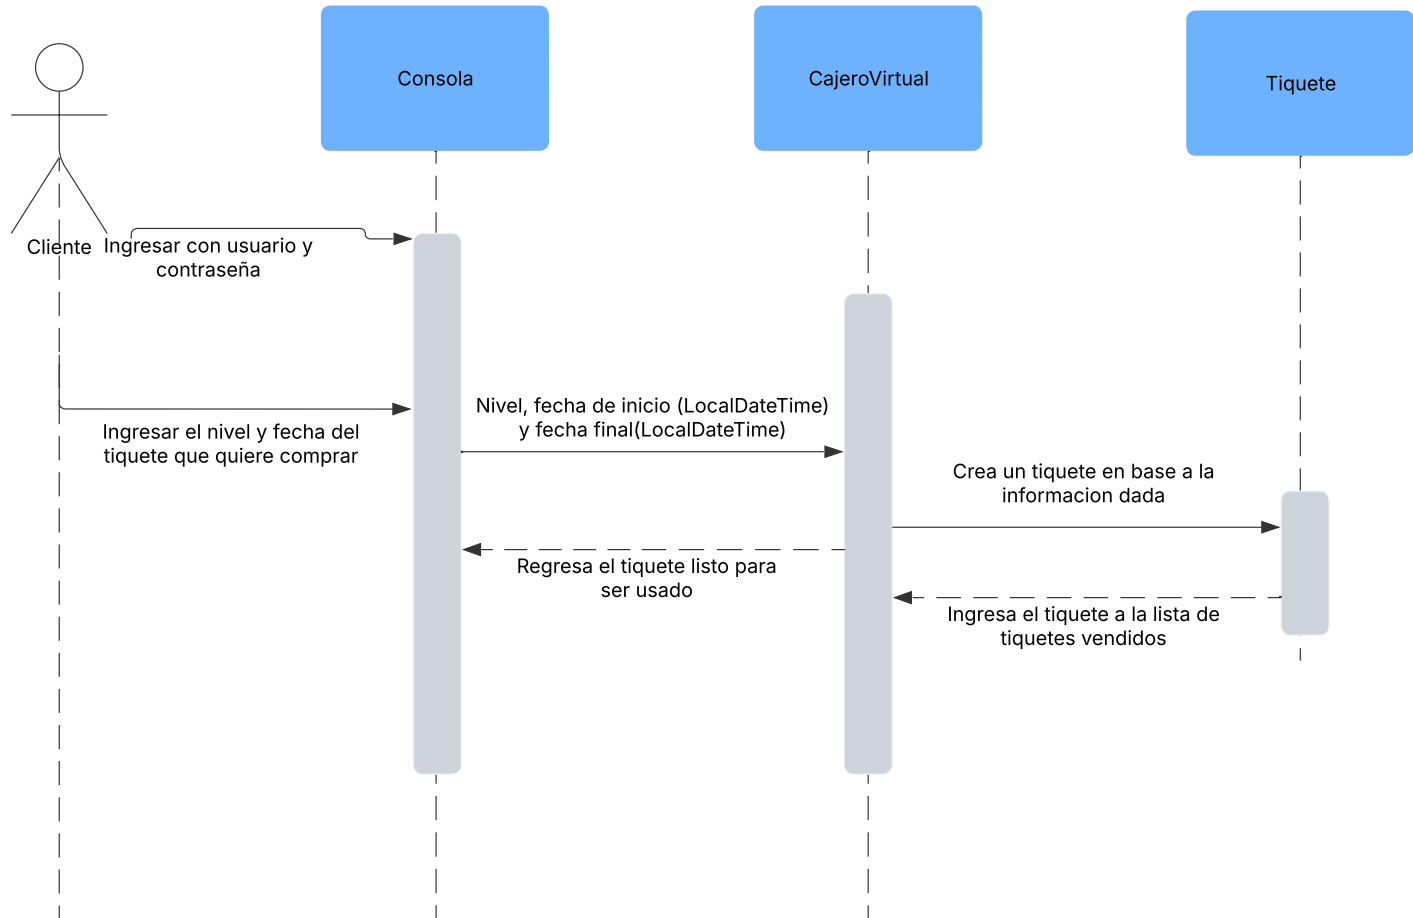 Consola
CajeroVirtual
Tiquete
Cliente
Ingresar con usuario y
contraseña
Nivel, fecha de inicio (LocalDateTime)
y fecha final(LocalDateTime)
Ingresar el nivel y fecha del
tiquete que quiere comprar
Crea un tiquete en base a la
informacion dada
Regresa el tiquete listo para
ser usado
Ingresa el tiquete a la lista de
tiquetes vendidos